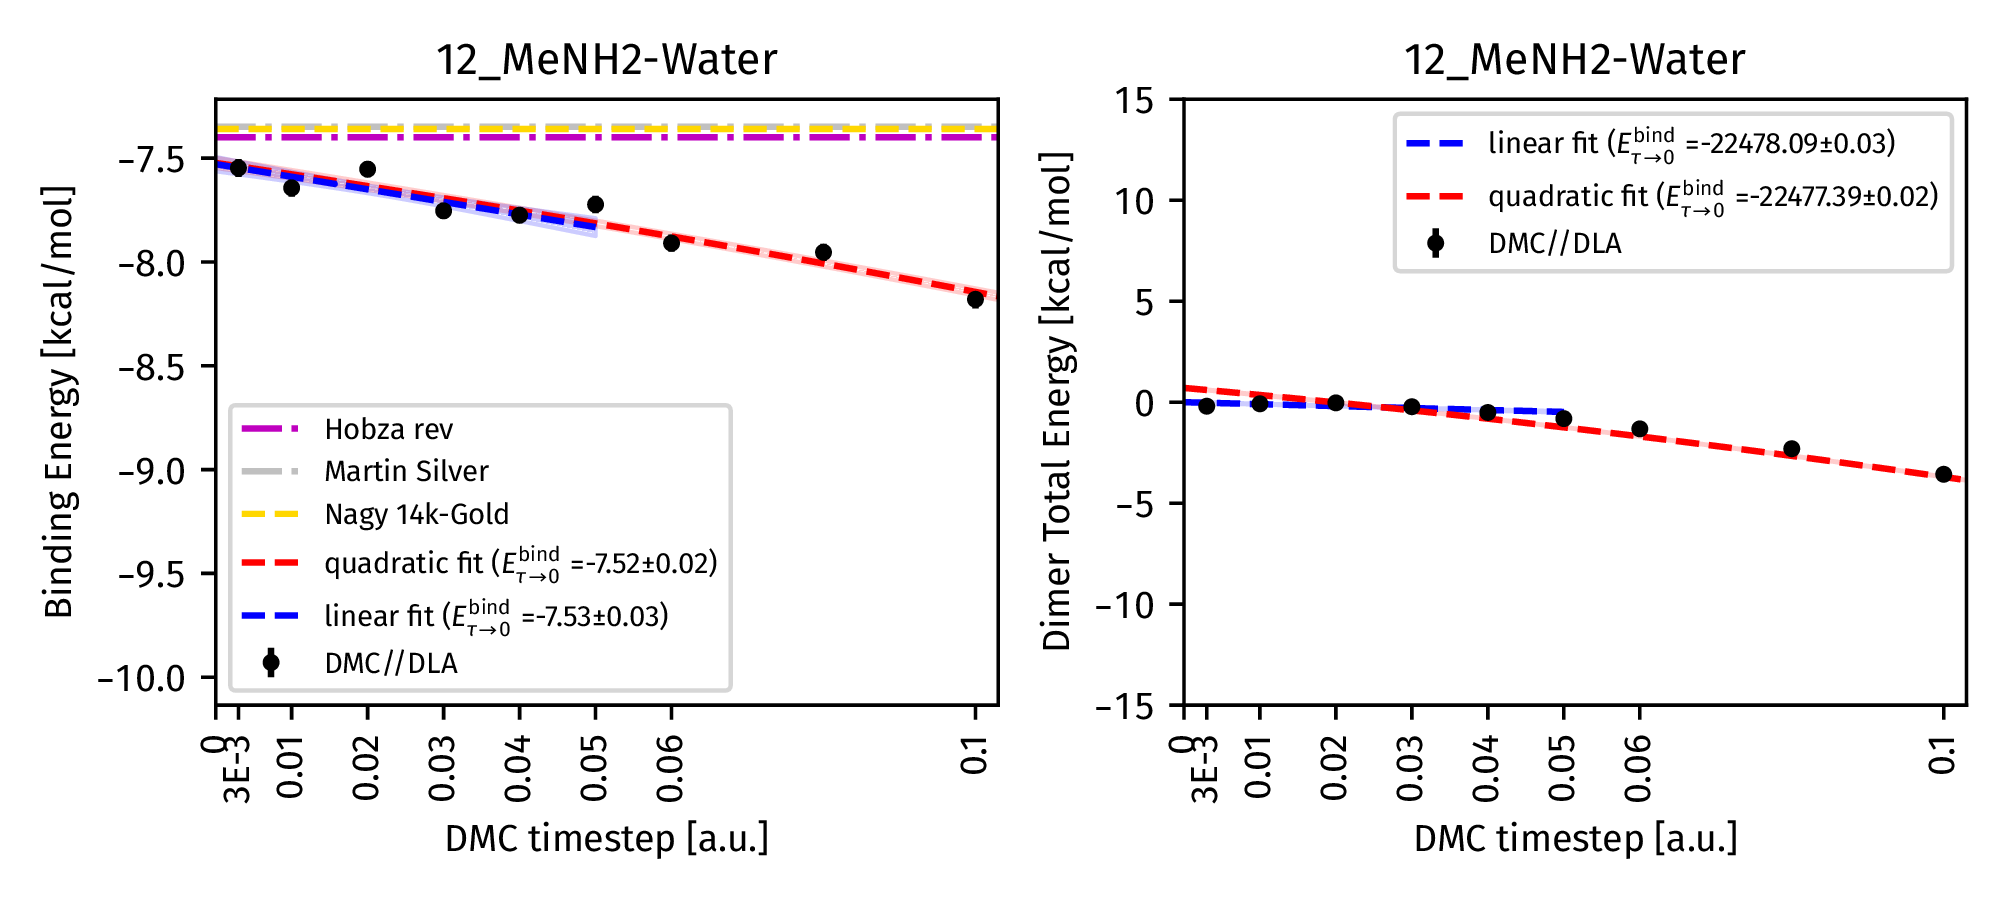 12_MeNH2-Water
Binding Energy [kcal/mol]
−7.5
−8.0
−8.5
−9.0
−9.5
−10.0
Hobza rev
Martin Silver
Nagy 14k-Gold
quadratic fit (E^bind_τ→0 =-7.52±0.02)
linear fit (E^bind_τ→0 =-7.53±0.03)
DMC//DLA
0
3E-3
0.01
0.02
0.03
0.04
0.05
0.06
0.1
DMC timestep [a.u.]
12_MeNH2-Water
Dimer Total Energy [kcal/mol]
15
10
5
0
−5
−10
−15
linear fit (E^bind_τ→0 =-22478.09±0.03)
quadratic fit (E^bind_τ→0 =-22477.39±0.02)
DMC//DLA
0
3E-3
0.01
0.02
0.03
0.04
0.05
0.06
0.1
DMC timestep [a.u.]